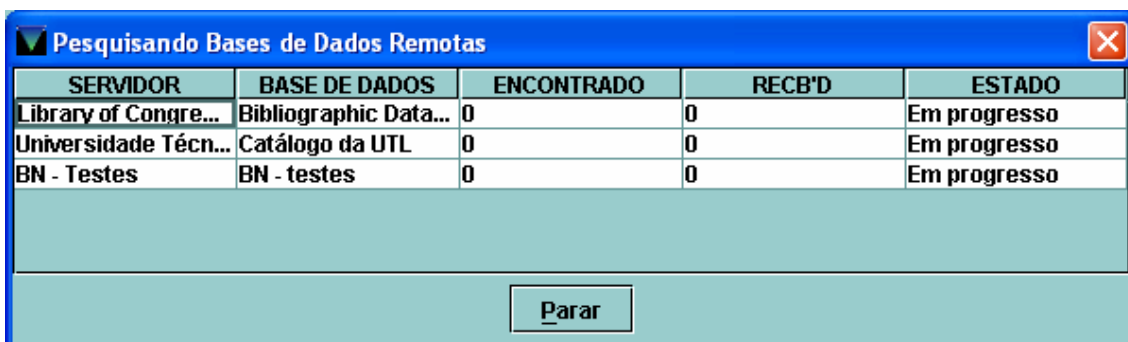 Pesquisando Bases de Dados Remotas
SERVIDOR BASE DE DADOS ENCONTRADO RECB'D ESTADO
Library of Congre... Bibliographic Data... 0 0 Em progresso
Universidade Técn... Catálogo da UTL 0 0 Em progresso
BN - Testes BN - testes 0 0 Em progresso
Parar